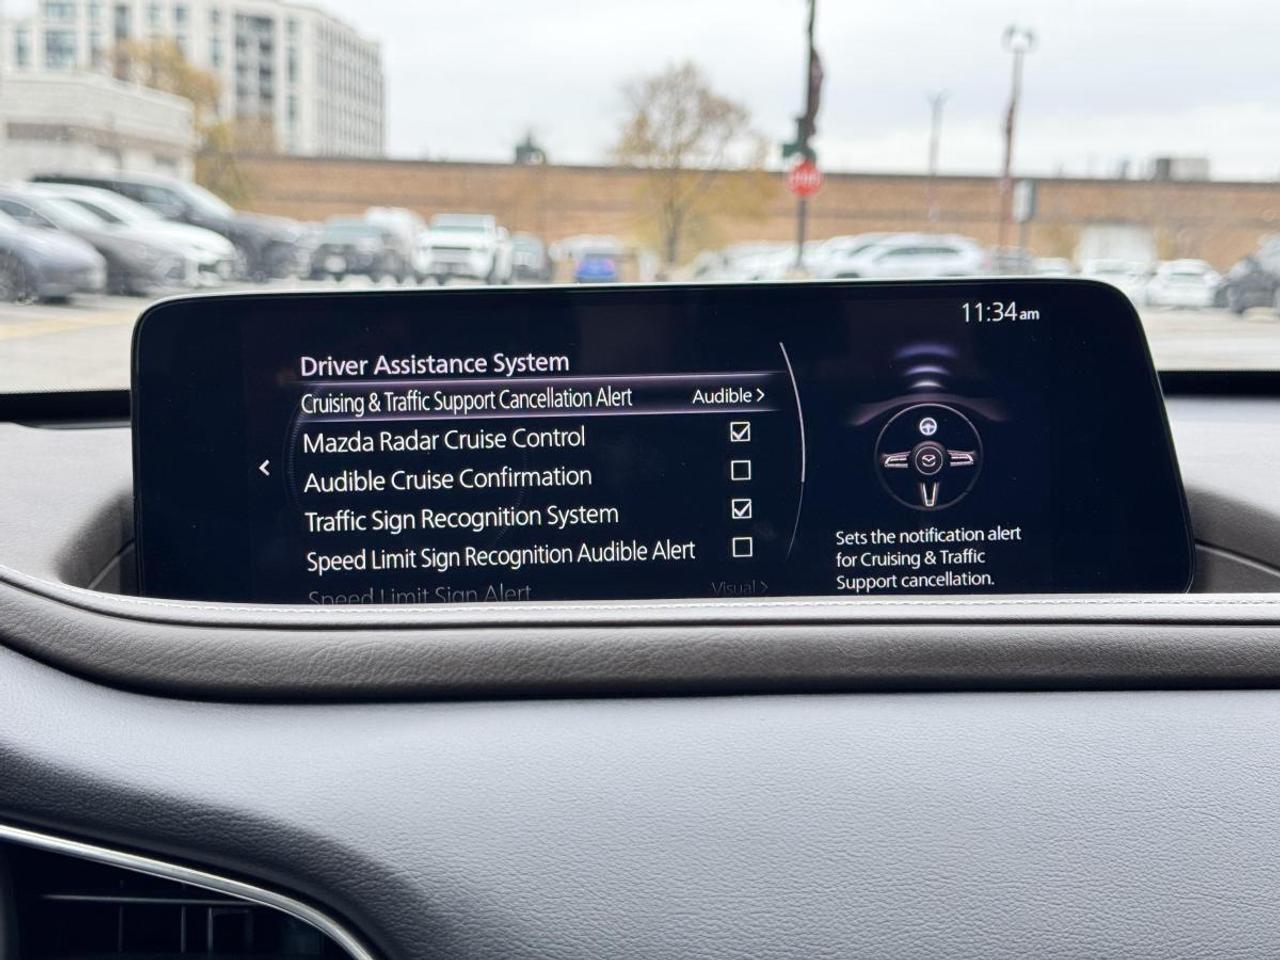 11:34am
Driver Assistance System
Cruising & Traffic Support Cancellation Alert Audible >
Mazda Radar Cruise Control
Audible Cruise Confirmation
Traffic Sign Recognition System
Speed Limit Sign Recognition Audible Alert
Speed Limit Sign Alert Visual >
Sets the notification alert
for Cruising & Traffic
Support cancellation.